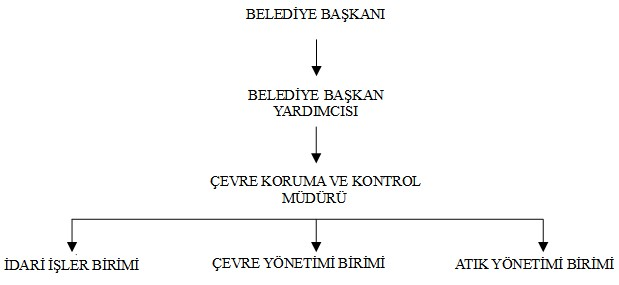 BELEDİYE BAŞKANI
BELEDİYE BAŞKAN
YARDIMCISI
ÇEVRE KORUMA VE KONTROL
MÜDÜRÜ
İDARİ İŞLER BİRİMİ
ÇEVRE YÖNETİMİ BİRİMİ
ATIK YÖNETİMİ BİRİMİ